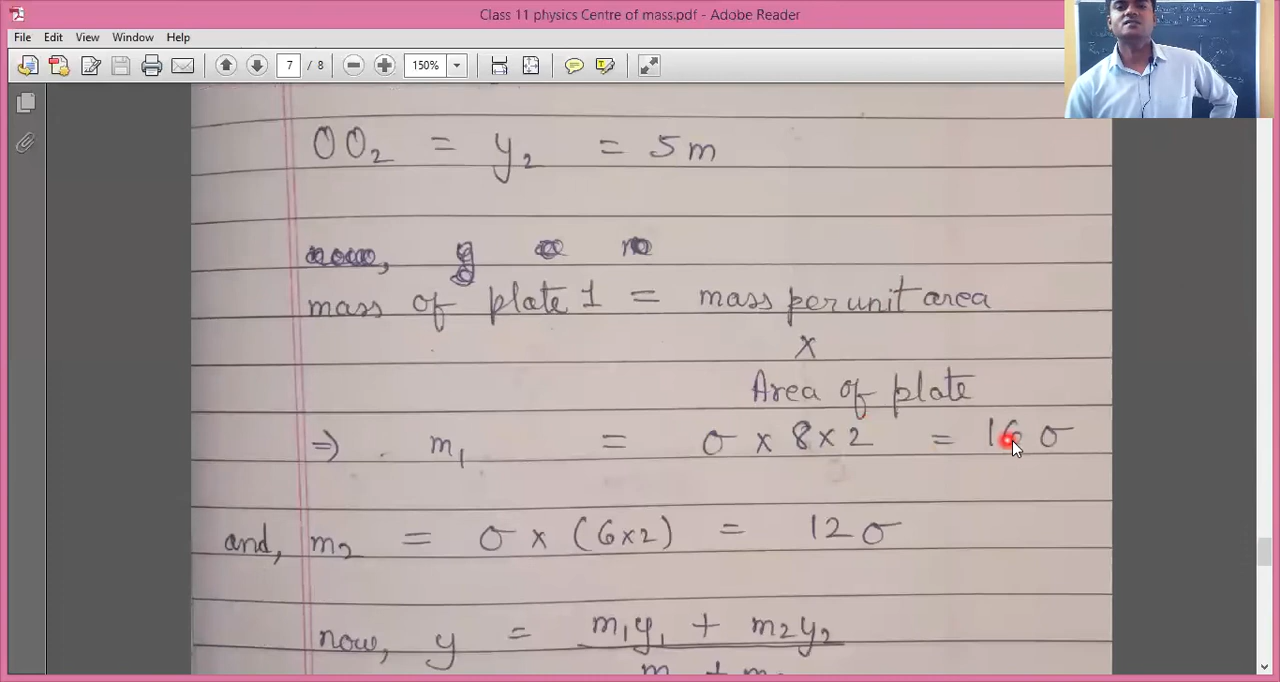 Class 11 physics Centre of mass.pdf - Adobe Reader
File Edit View Window Help
7 / 8 150%
OO₂ = y₂ = 5m
mass of plate 1 = mass per unit area
×
Area of plate
⇒ . m₁ = σ × 8 × 2 = 16 σ
and, m₂ = σ × (6×2) = 12 σ
now, y = m₁y₁ + m₂y₂